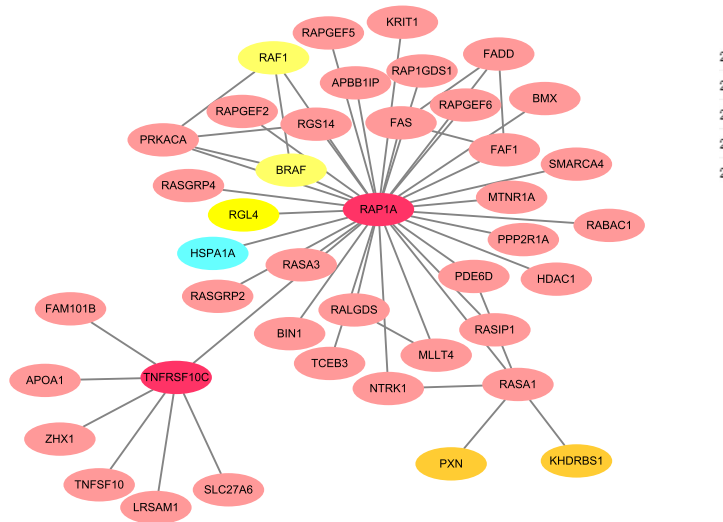 KRIT1
RAPGEF5
RAF1
FADD
RAP1GDS1
APBB1IP
BMX
RAPGEF6
RAPGEF2
RGS14
FAS
PRKACA
FAF1
SMARCA4
BRAF
RASGRP4
MTNR1A
RAP1A
RGL4
RABAC1
PPP2R1A
HSPA1A
RASA3
PDE6D
HDAC1
RASGRP2
FAM101B
RALGDS
RASIP1
BIN1
MLLT4
TCEB3
TNFRSF10C
APOA1
NTRK1
RASA1
ZHX1
PXN
KHDRBS1
TNFSF10
SLC27A6
LRSAM1